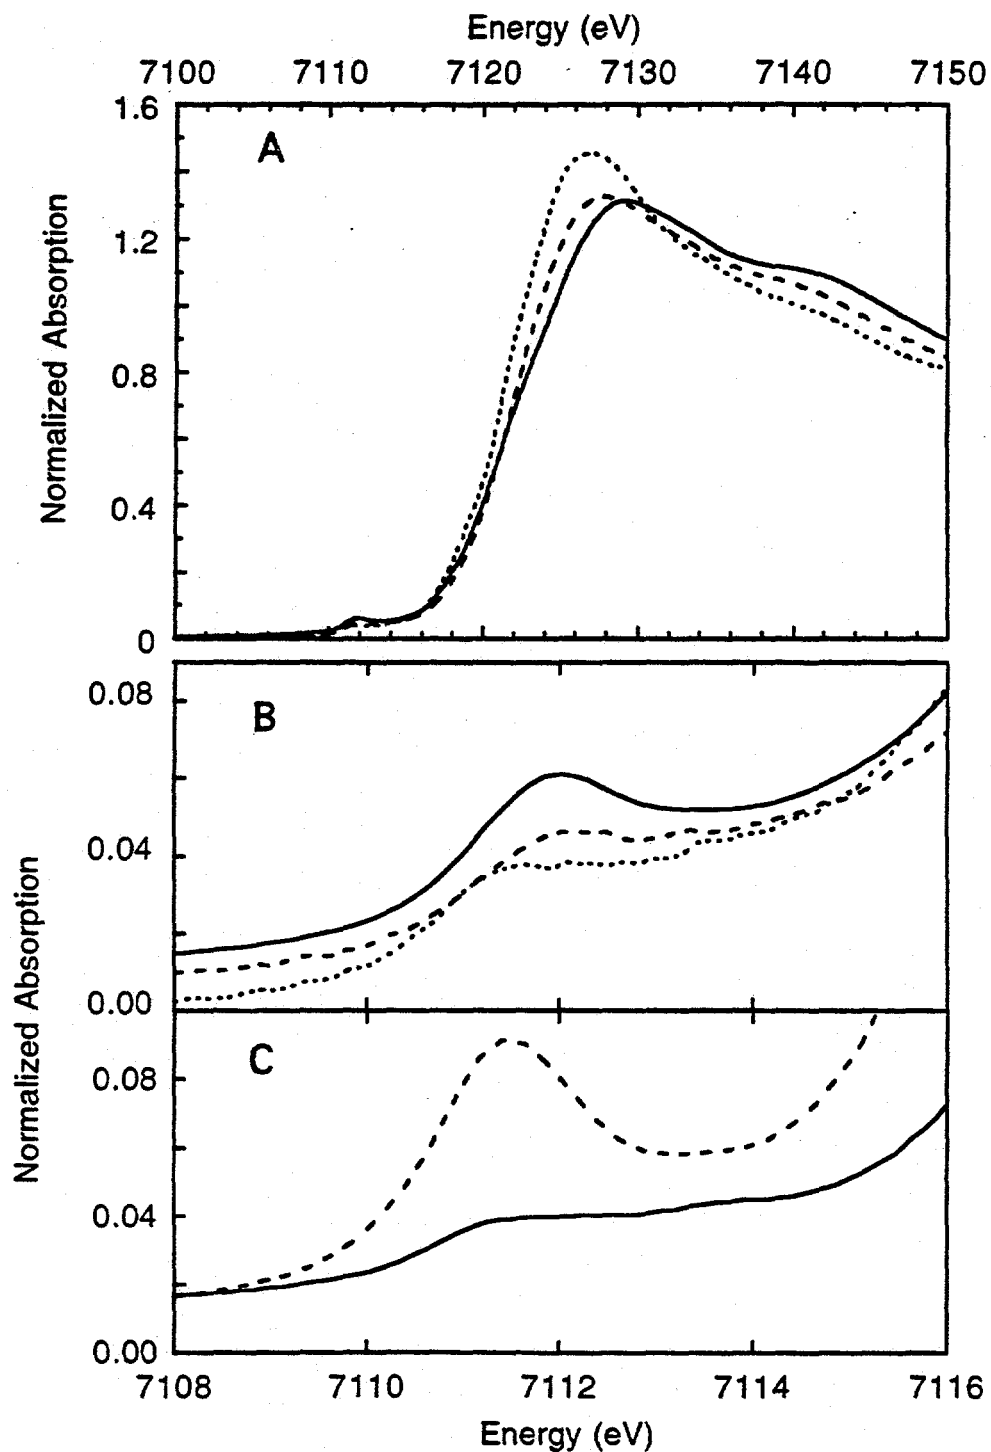 Energy (eV)
7100 7110 7120 7130 7140 7150
1.6
A
1.2
0.8
0.4
0
Normalized Absorption
0.08
B
0.04
0.00
C
0.08
0.04
0.00
Normalized Absorption
7108 7110 7112 7114 7116
Energy (eV)